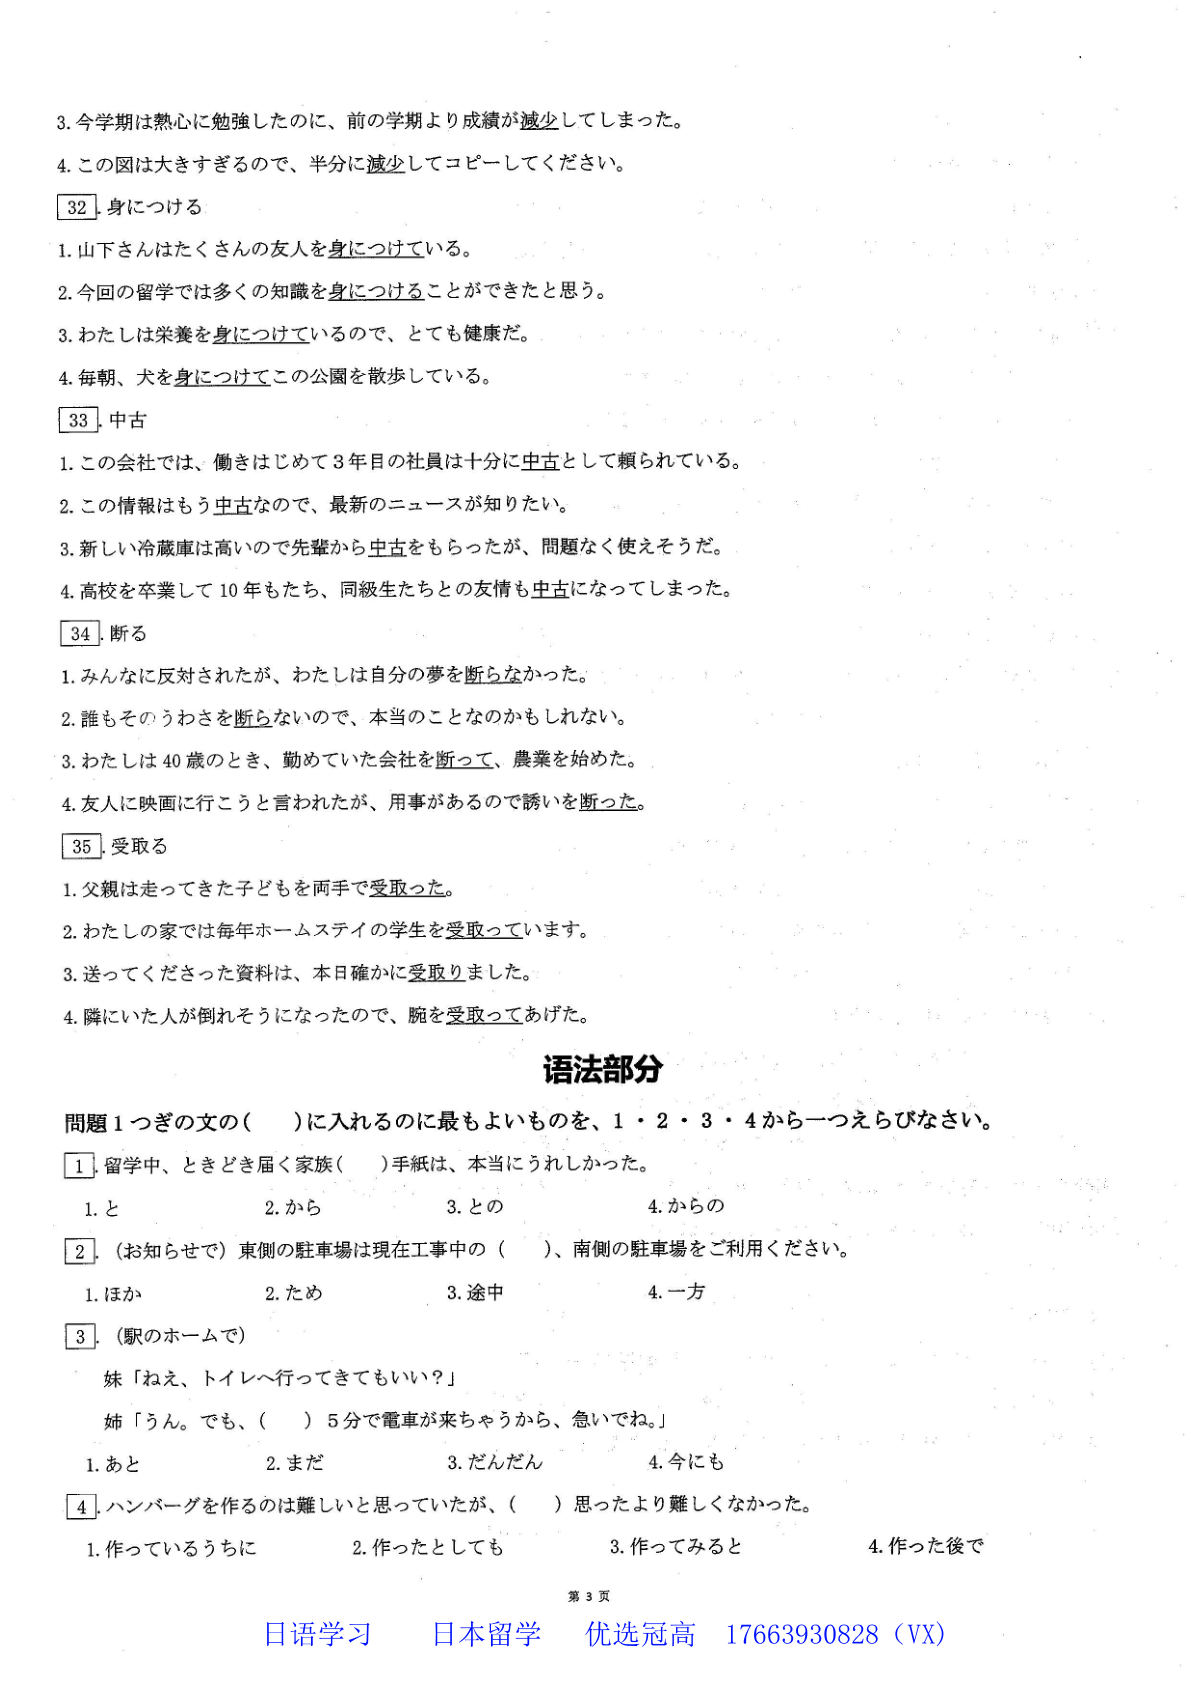 3.今学期は熱心に勉強したのに、前の学期より成績が減少してしまった。
4.この図は大きすぎるので、半分に減少してコピーしてください。
32.身につける
1.山下さんはたくさんの友人を身につけている。
2.今回の留学では多くの知識を身につけることができたと思う。
3.わたしは栄養を身につけているので、とても健康だ。
4.毎朝、犬を身につけてこの公園を散歩している。
33.中古
1.この会社では、働きはじめて3年目の社員は十分に中古として頼られている。
2.この情報はもう中古なので、最新のニュースが知りたい。
3.新しい冷蔵庫は高いので先輩から中古をもらったが、問題なく使えそうだ。
4.高校を卒業して10年もたち、同級生たちとの友情も中古になってしまった。
34.断る
1.みんなに反対されたが、わたしは自分の夢を断らなかった。
2.誰もそのうわさを断らないので、本当のことなのかもしれない。
3.わたしは40歳のとき、勤めていた会社を断って、農業を始めた。
4.友人に映画に行こうと言われたが、用事があるので誘いを断った。
35.受取る
1.父親は走ってきた子どもを両手で受取った。
2.わたしの家では毎年ホームステイの学生を受取っています。
3.送ってくださった資料は、本日確かに受取りました。
4.隣にいた人が倒れそうになったので、腕を受取ってあげた。
语法部分
問題1つぎの文の(　　)に入れるのに最もよいものを、1・2・3・4から一つえらびなさい。
1.留学中、ときどき届く家族(　　)手紙は、本当にうれしかった。
1.と　2.から　3.との　4.からの
2.（お知らせで）東側の駐車場は現在工事中の（　　）、南側の駐車場をご利用ください。
1.ほか　2.ため　3.途中　4.一方
3.（駅のホームで）
妹「ねえ、トイレへ行ってきてもいい？」
姉「うん。でも、（　　）5分で電車が来ちゃうから、急いでね。」
1.あと　2.まだ　3.だんだん　4.今にも
4.ハンバーグを作るのは難しいと思っていたが、（　　）思ったより難しくなかった。
1.作っているうちに　2.作ったとしても　3.作ってみると　4.作った後で
第 3 页
日语学习　日本留学　优选冠高　17663930828（VX）